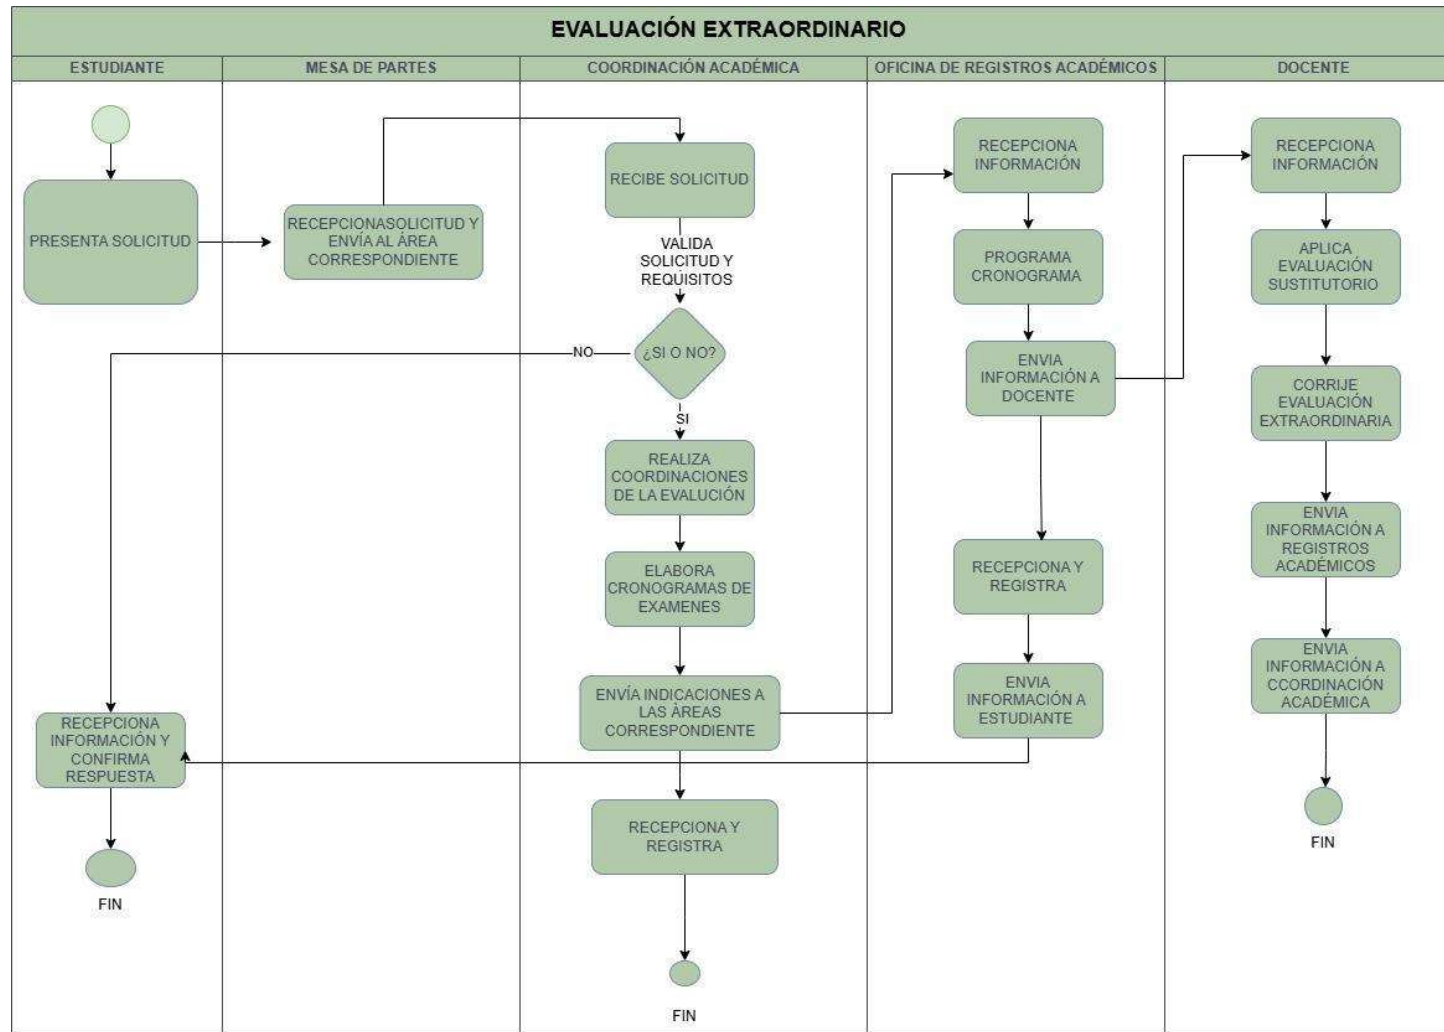 EVALUACIÓN EXTRAORDINARIO
ESTUDIANTE
MESA DE PARTES
COORDINACIÓN ACADÉMICA
OFICINA DE REGISTROS ACADÉMICOS
DOCENTE
PRESENTA SOLICITUD
RECEPCIONASOLICITUD Y
ENVÍA AL ÁREA
CORRESPONDIENTE
RECIBE SOLICITUD
VALIDA
SOLICITUD Y
REQUISITOS
¿SI O NO?
NO
SI
REALIZA
COORDINACIONES
DE LA EVALUCIÓN
ELABORA
CRONOGRAMAS DE
EXAMENES
ENVÍA INDICACIONES A
LAS ÀREAS
CORRESPONDIENTE
RECEPCIONA Y
REGISTRA
FIN
RECEPCIONA
INFORMACIÓN Y
CONFIRMA
RESPUESTA
FIN
RECEPCIONA
INFORMACIÓN
PROGRAMA
CRONOGRAMA
ENVIA
INFORMACIÓN A
DOCENTE
RECEPCIONA Y
REGISTRA
ENVIA
INFORMACIÓN A
ESTUDIANTE
RECEPCIONA
INFORMACIÓN
APLICA
EVALUACIÓN
SUSTITUTORIO
CORRIJE
EVALUACIÓN
EXTRAORDINARIA
ENVIA
INFORMACIÓN A
REGISTROS
ACADÉMICOS
ENVIA
INFORMACIÓN A
CCORDINACIÓN
ACADÉMICA
FIN